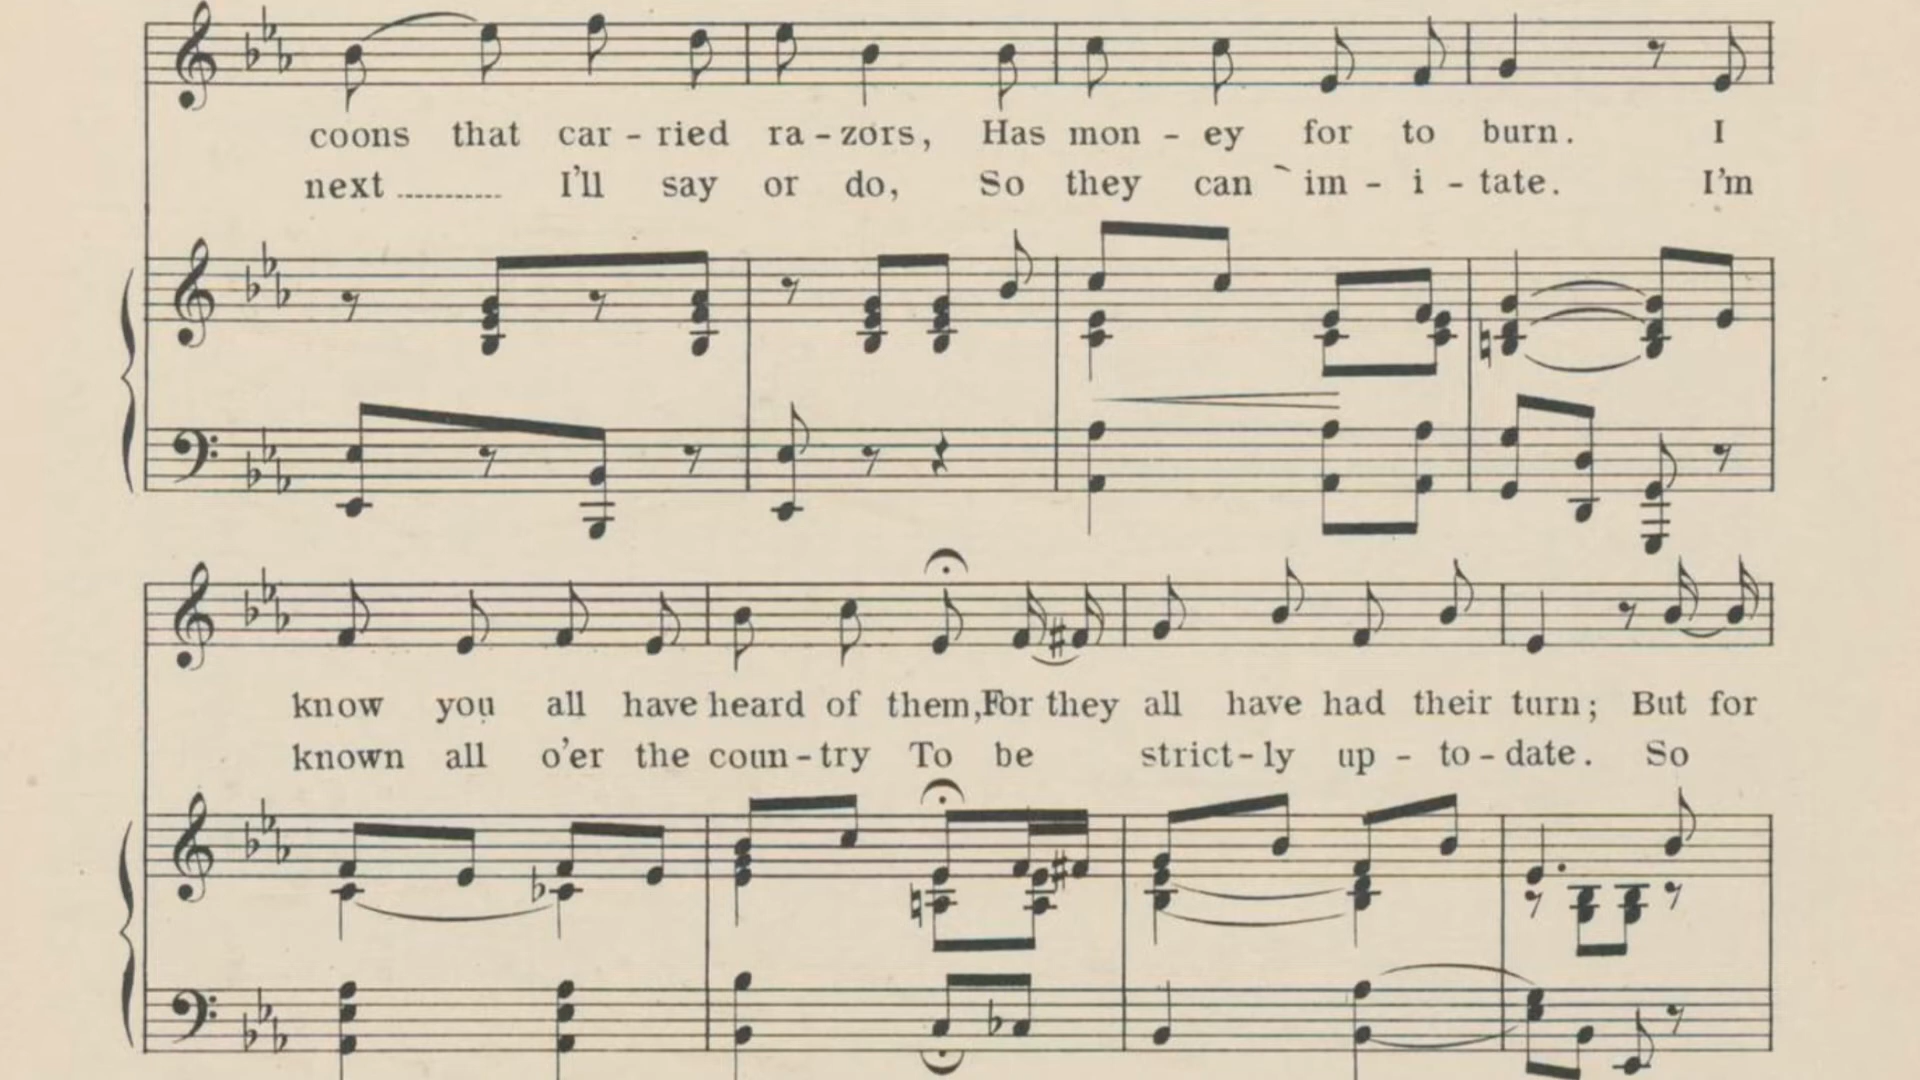 coons that car-ried ra-zors, Has mon-ey for to burn. I
next.......... I'll say or do, So they can im-i-tate. I'm
know you all have heard of them, For they all have had their turn; But for
known all o'er the coun-try To be strict-ly up-to-date. So